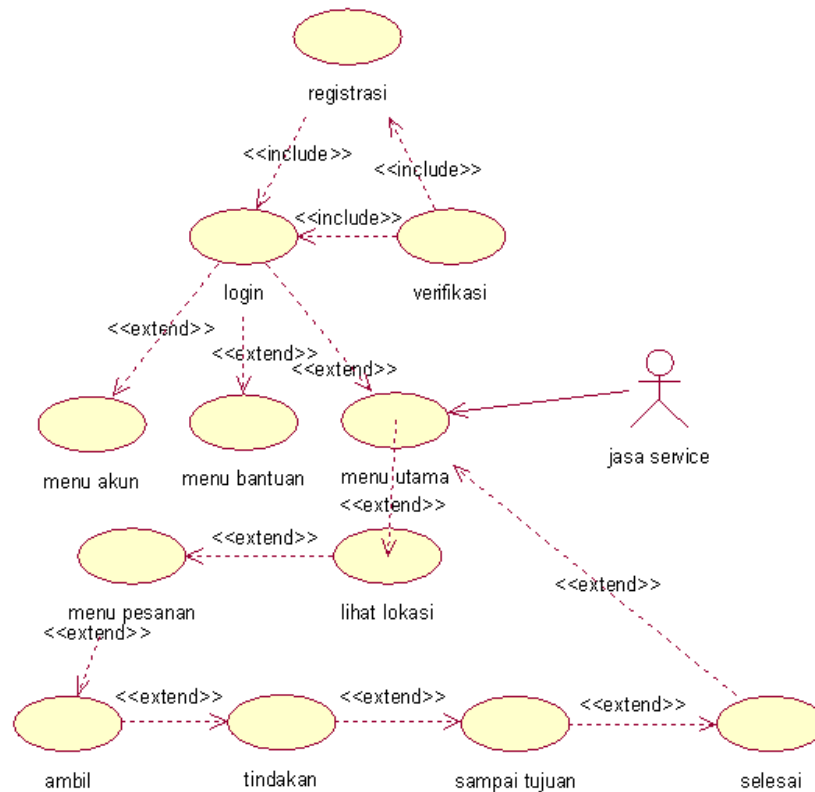 registrasi
<<include>>
<<include>>
<<include>>
login
verifikasi
<<extend>>
<<extend>>
<<extend>>
menu akun
menu bantuan
menu utama
jasa service
<<extend>>
<<extend>>
menu pesanan
lihat lokasi
<<extend>>
<<extend>>
<<extend>>
<<extend>>
<<extend>>
ambil
tindakan
sampai tujuan
selesai